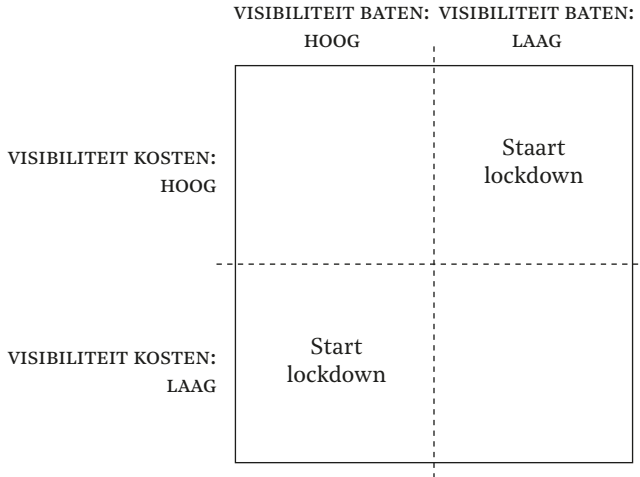 VISIBILITEIT BATEN: VISIBILITEIT BATEN:
HOOG LAAG
VISIBILITEIT KOSTEN:
HOOG
Staart
lockdown
VISIBILITEIT KOSTEN:
LAAG
Start
lockdown